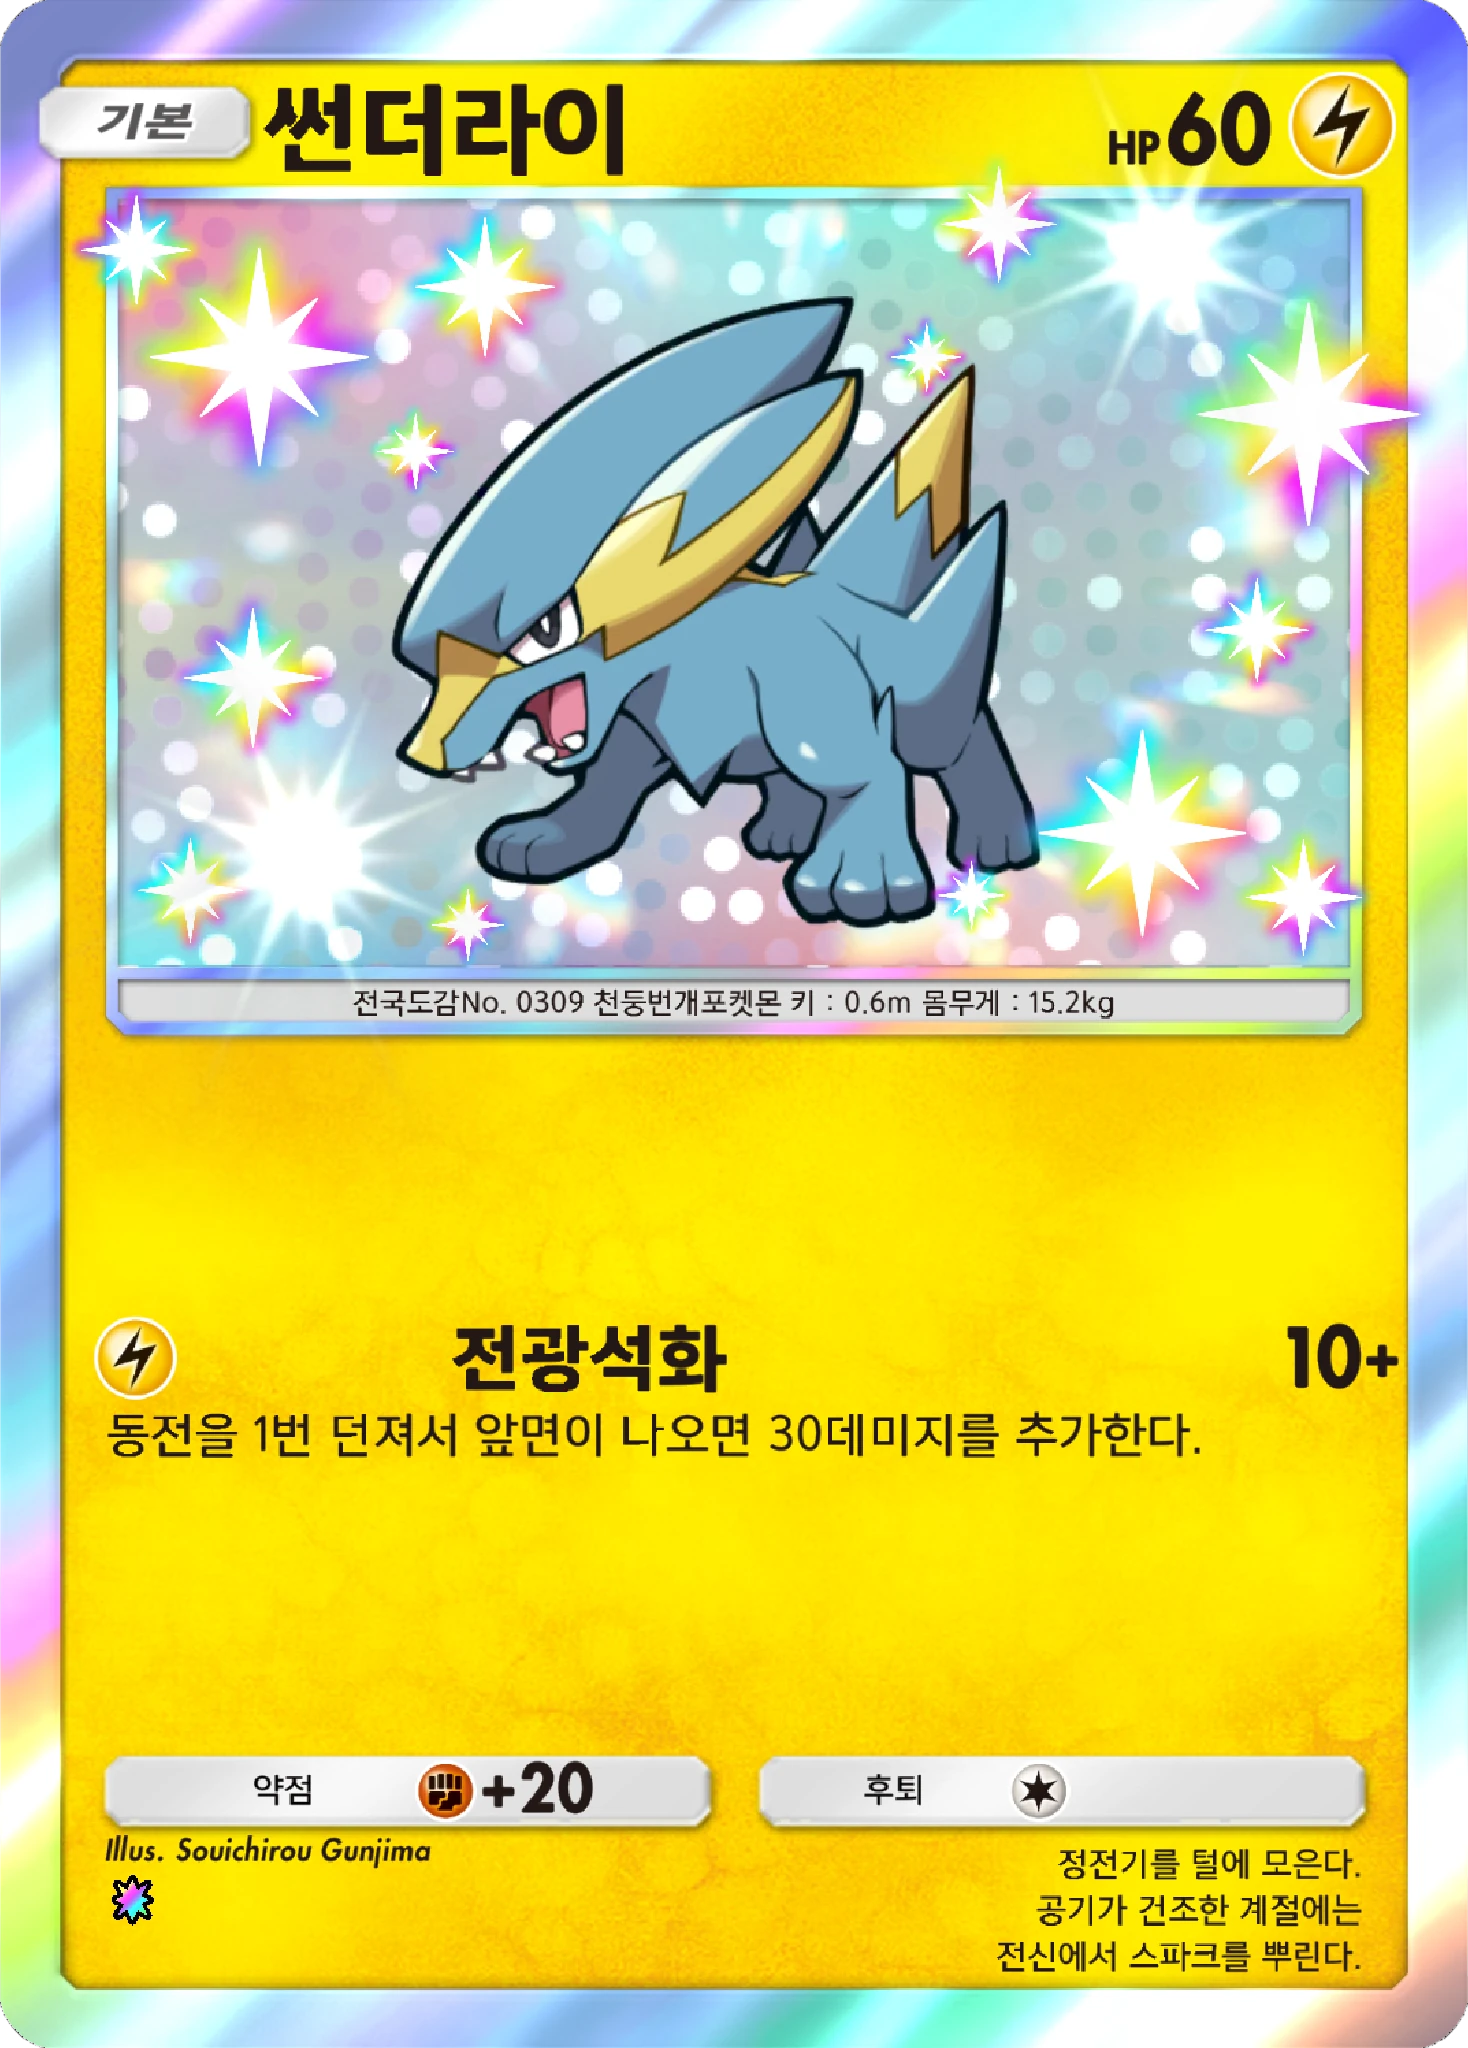 기본 썬더라이 HP 60
전국도감No. 0309 천둥번개포켓몬 키 : 0.6m 몸무게 : 15.2kg
전광석화 10+
동전을 1번 던져서 앞면이 나오면 30데미지를 추가한다.
약점 +20 후퇴
Illus. Souichirou Gunjima
정전기를 털에 모은다.
공기가 건조한 계절에는
전신에서 스파크를 뿌린다.